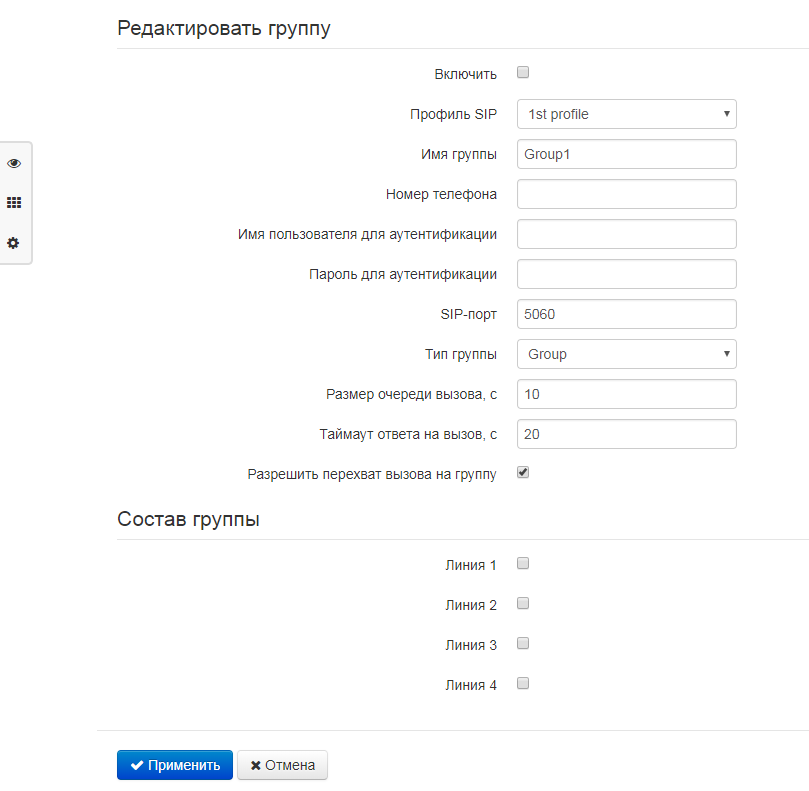 Редактировать группу
Включить
Профиль SIP 1st profile
Имя группы Group1
Номер телефона
Имя пользователя для аутентификации
Пароль для аутентификации
SIP-порт 5060
Тип группы Group
Размер очереди вызова, с 10
Таймаут ответа на вызов, с 20
Разрешить перехват вызова на группу
Состав группы
Линия 1
Линия 2
Линия 3
Линия 4
Применить Отмена